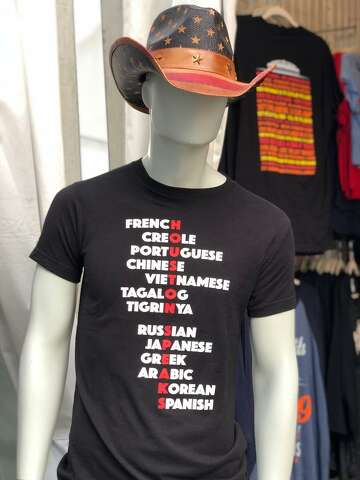 FRENCH
CREOLE
PORTUGUESE
CHINESE
VIETNAMESE
TAGALOG
TIGRINYA
RUSSIAN
JAPANESE
GREEK
ARABIC
KOREAN
SPANISH